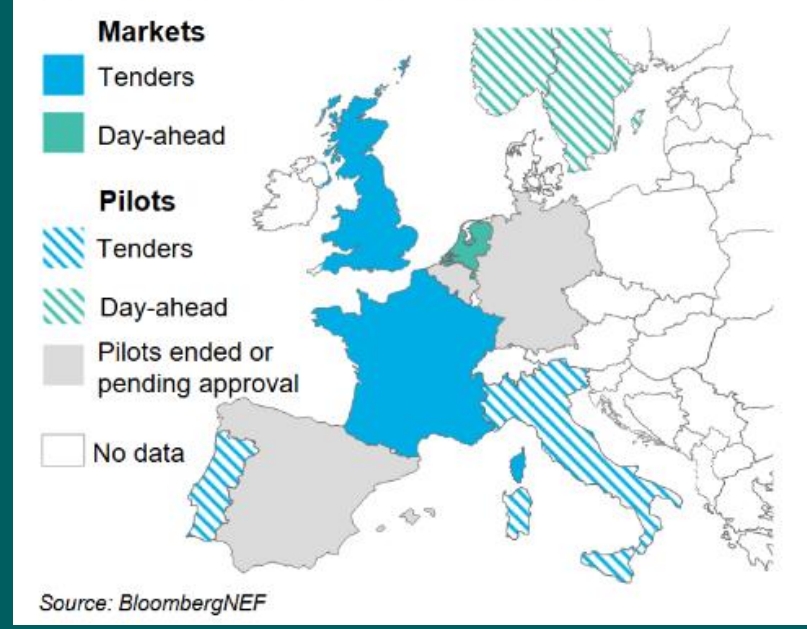 Markets
Tenders
Day-ahead
Pilots
Tenders
Day-ahead
Pilots ended or
pending approval
No data
Source: BloombergNEF